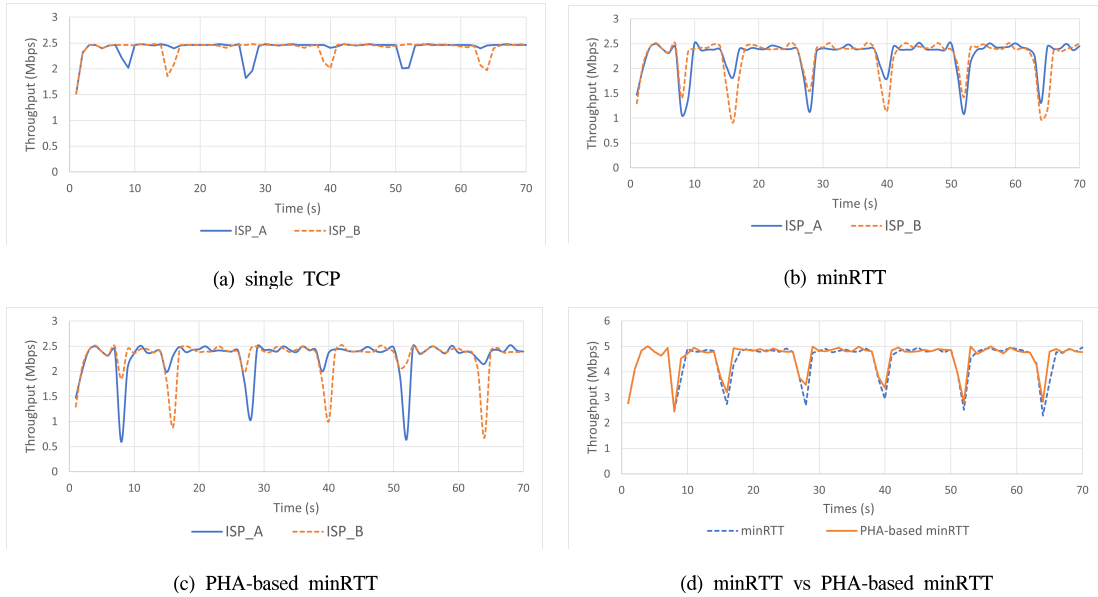 3
2.5
2
1.5
1
0.5
0
Throughput (Mbps)
0 10 20 30 40 50 60 70
Time (s)
ISP_A ISP_B
(a) single TCP
3
2.5
2
1.5
1
0.5
0
Throughput (Mbps)
0 10 20 30 40 50 60 70
Time (s)
ISP_A ISP_B
(b) minRTT
3
2.5
2
1.5
1
0.5
0
Throughput (Mbps)
0 10 20 30 40 50 60 70
Time (s)
ISP_A ISP_B
(c) PHA-based minRTT
6
5
4
3
2
1
0
Throughput (Mbps)
0 10 20 30 40 50 60 70
Times (s)
minRTT PHA-based minRTT
(d) minRTT vs PHA-based minRTT